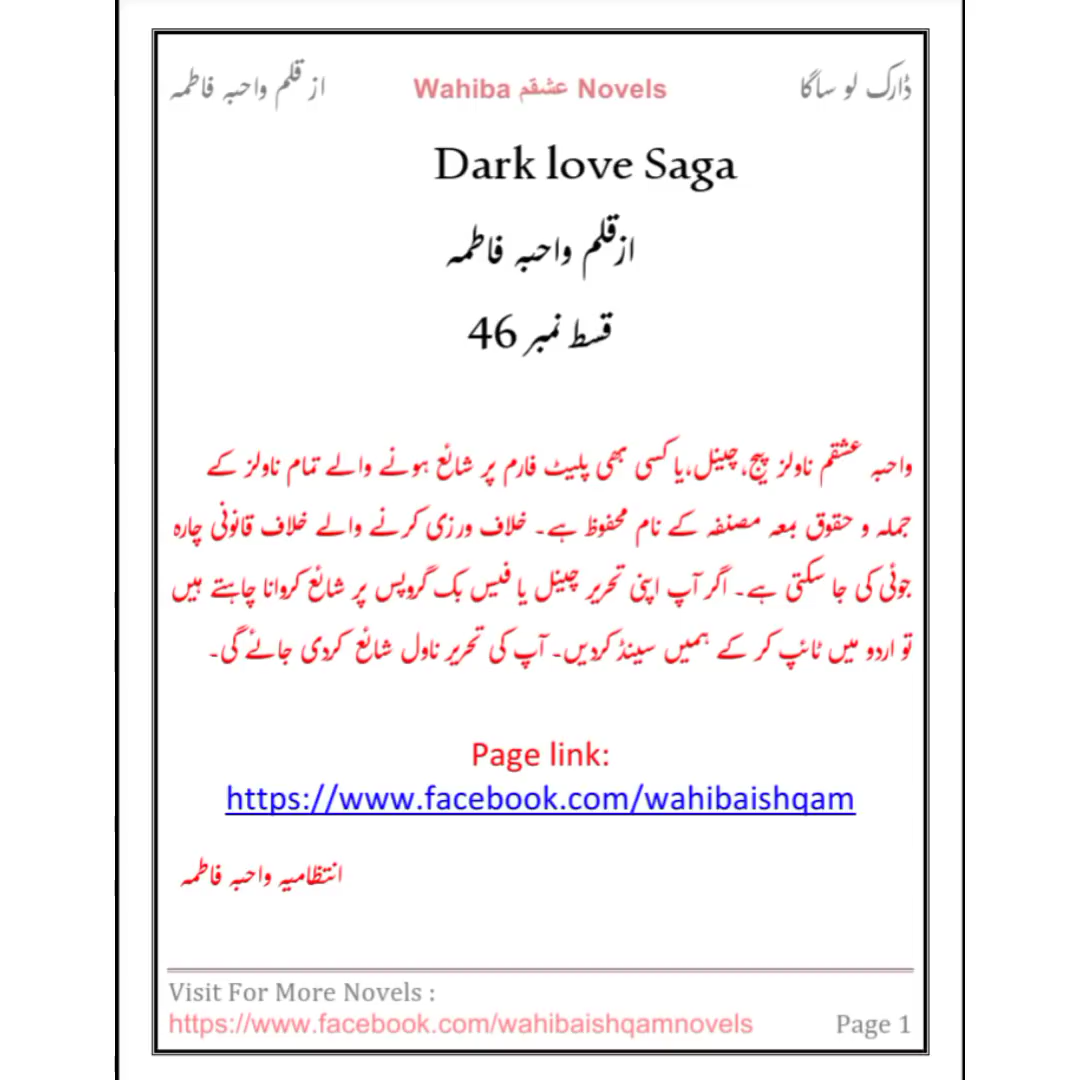 ڈارک لو ساگا Wahiba عشقم Novels از قلم واحبہ فاطمہ
Dark love Saga
ازقلم واحبہ فاطمہ
قسط نمبر 46
واحبہ عشقم ناولز پیج،چینل،یا کسی بھی پلیٹ فارم پر شائع ہونے والے تمام ناولز کے
جملہ و حقوق بمعہ مصنفہ کے نام محفوظ ہے۔ خلاف ورزی کرنے والے خلاف قانونی چارہ
جوئی کی جا سکتی ہے۔ اگر آپ اپنی تحریر چینل یا فیس بک گروپس پر شائع کروانا چاہتے ہیں
تو اردو میں ٹائپ کر کے ہمیں سینڈ کردیں۔ آپ کی تحریر ناول شائع کردی جائے گی۔
Page link:
https://www.facebook.com/wahibaishqam
انتظامیہ واحبہ فاطمہ
Visit For More Novels :
https://www.facebook.com/wahibaishqamnovels Page 1